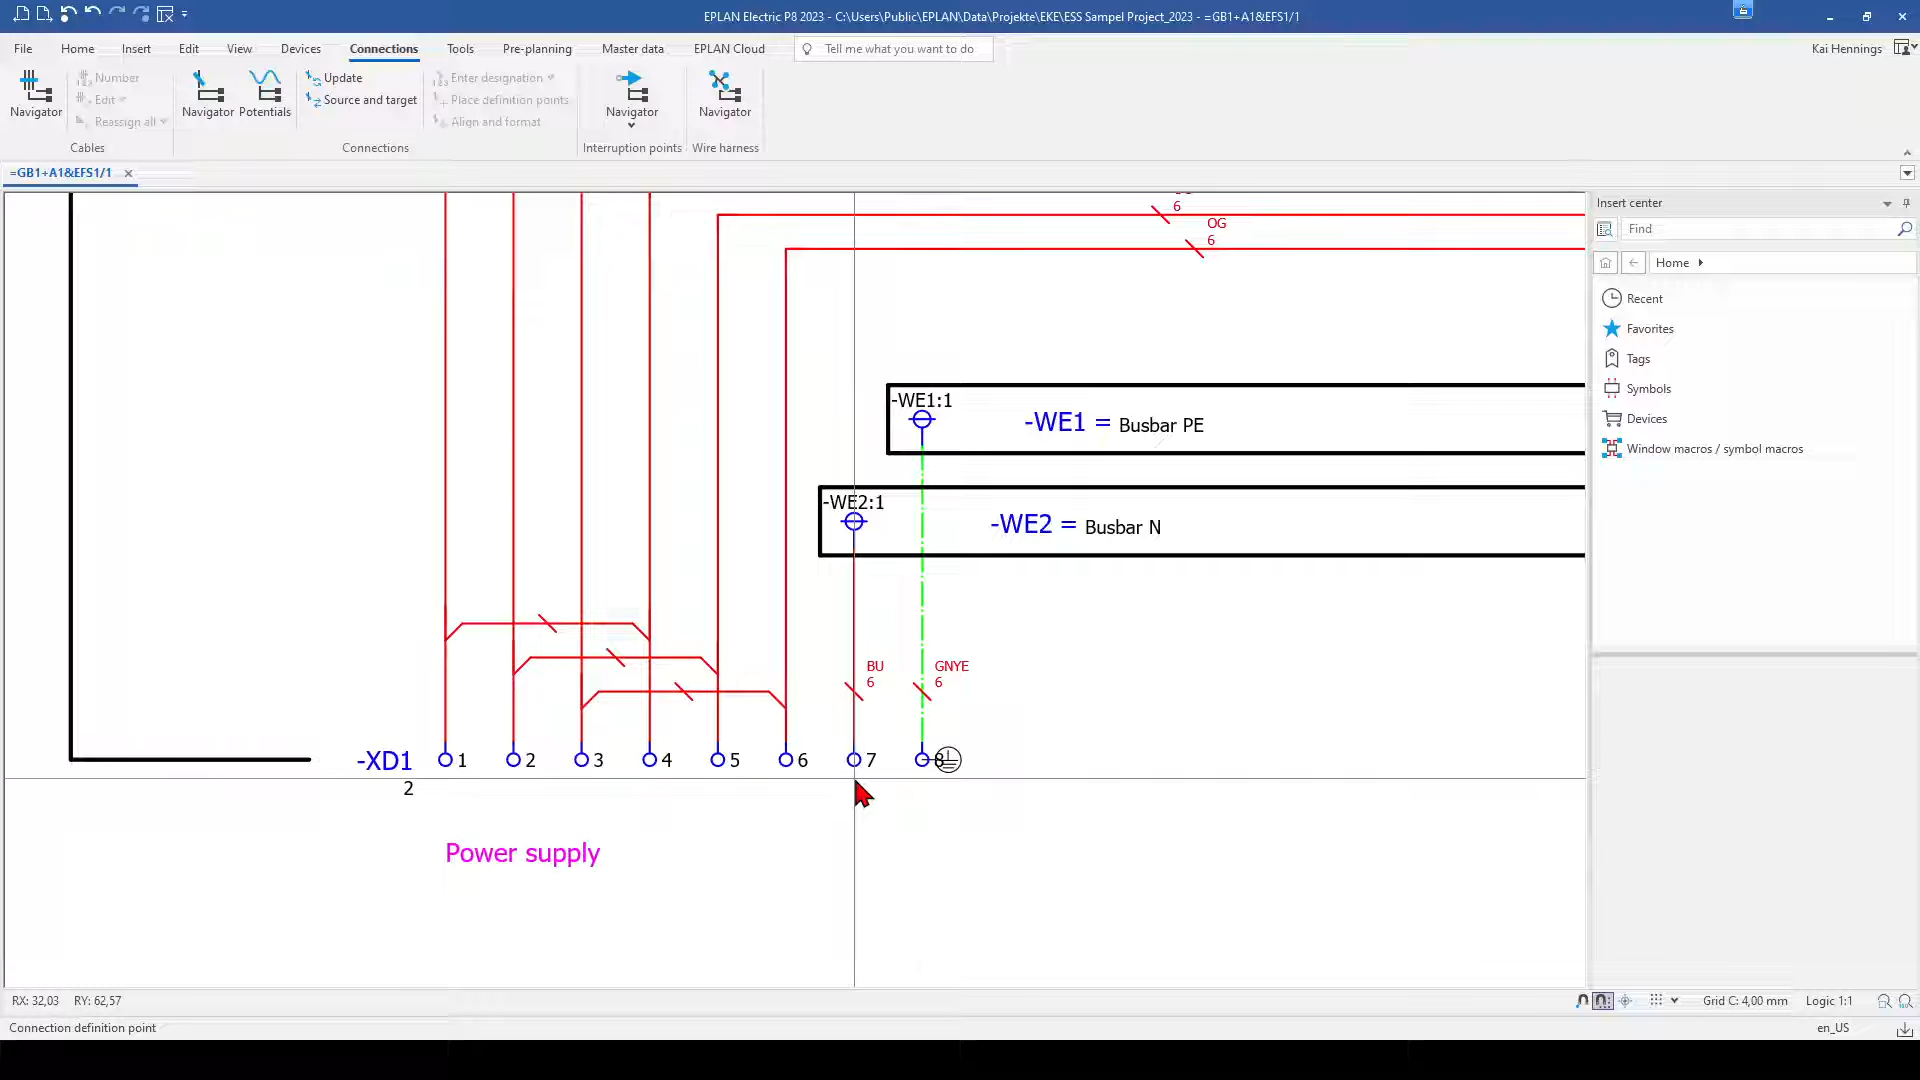 EPLAN Electric P8 2023 - C:\Users\Public\EPLAN\Data\Projekte\EKE\ESS Sampel Project_2023 - =GB1+A1&EFS1/1
File Home Insert Edit View Devices Connections Tools Pre-planning Master data EPLAN Cloud Tell me what you want to do Kai Hennings
Navigator
Number
Edit
Reassign all
Cables
Navigator
Potentials
Update
Source and target
Enter designation
Place definition points
Align and format
Connections
Navigator
Interruption points
Navigator
Wire harness
=GB1+A1&EFS1/1
Insert center
Find
Home
Recent
Favorites
Tags
Symbols
Devices
Window macros / symbol macros
6
OG
6
-WE1:1
-WE1 = Busbar PE
-WE2:1
-WE2 = Busbar N
BU
6
GNYE
6
-XD1 1 2 3 4 5 6 7 8
2
Power supply
RX: 32,03 RY: 62,57
Grid C: 4,00 mm Logic 1:1
Connection definition point
en_US